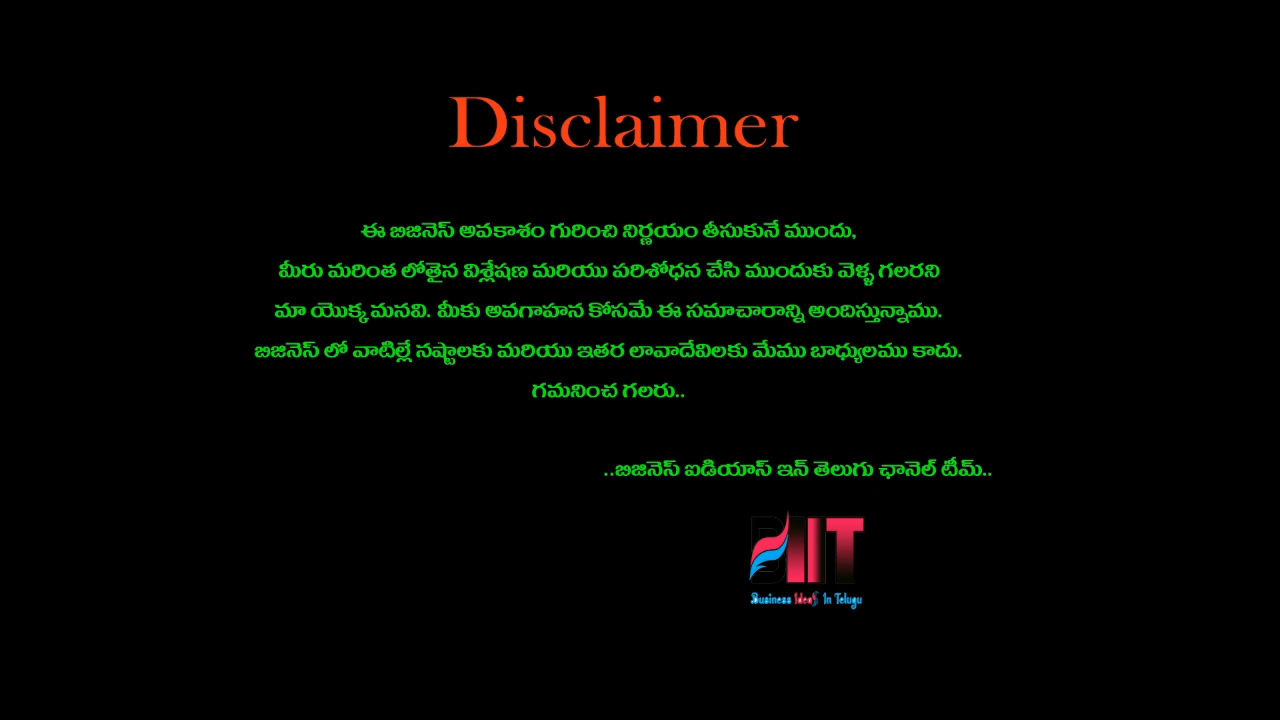 Disclaimer
ఈ బిజినెస్ అవకాశం గురించి నిర్ణయం తీసుకునే ముందు,
మీరు మరింత లోతైన విశ్లేషణ మరియు పరిశోధన చేసి ముందుకు వెళ్ళ గలరని
మా యొక్క మనవి. మీకు అవగాహన కోసమే ఈ సమాచారాన్ని అందిస్తున్నాము.
బిజినెస్ లో వాటిల్లే నష్టాలకు మరియు ఇతర లావాదేవిలకు మేము బాధ్యులము కాదు.
గమనించ గలరు..
..బిజినెస్ ఐడియాస్ ఇన్ తెలుగు ఛానెల్ టీమ్..
BIIT
Business Ideas In Telugu